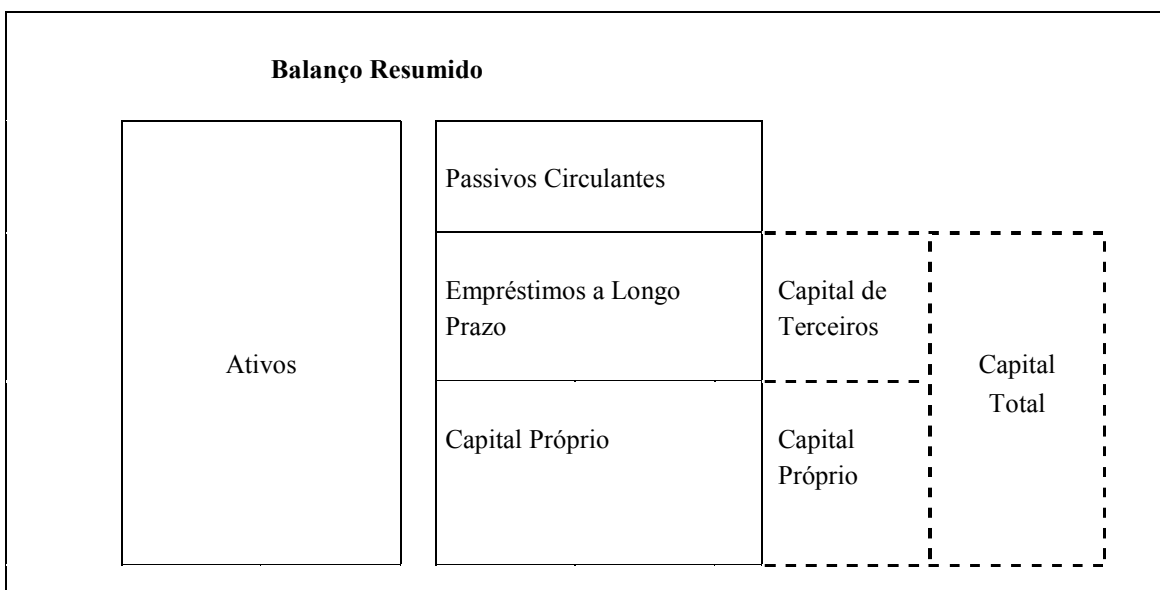 Balanço Resumido
Passivos Circulantes
Empréstimos a Longo
Prazo
Capital de
Terceiros
Ativos
Capital
Total
Capital Próprio
Capital
Próprio